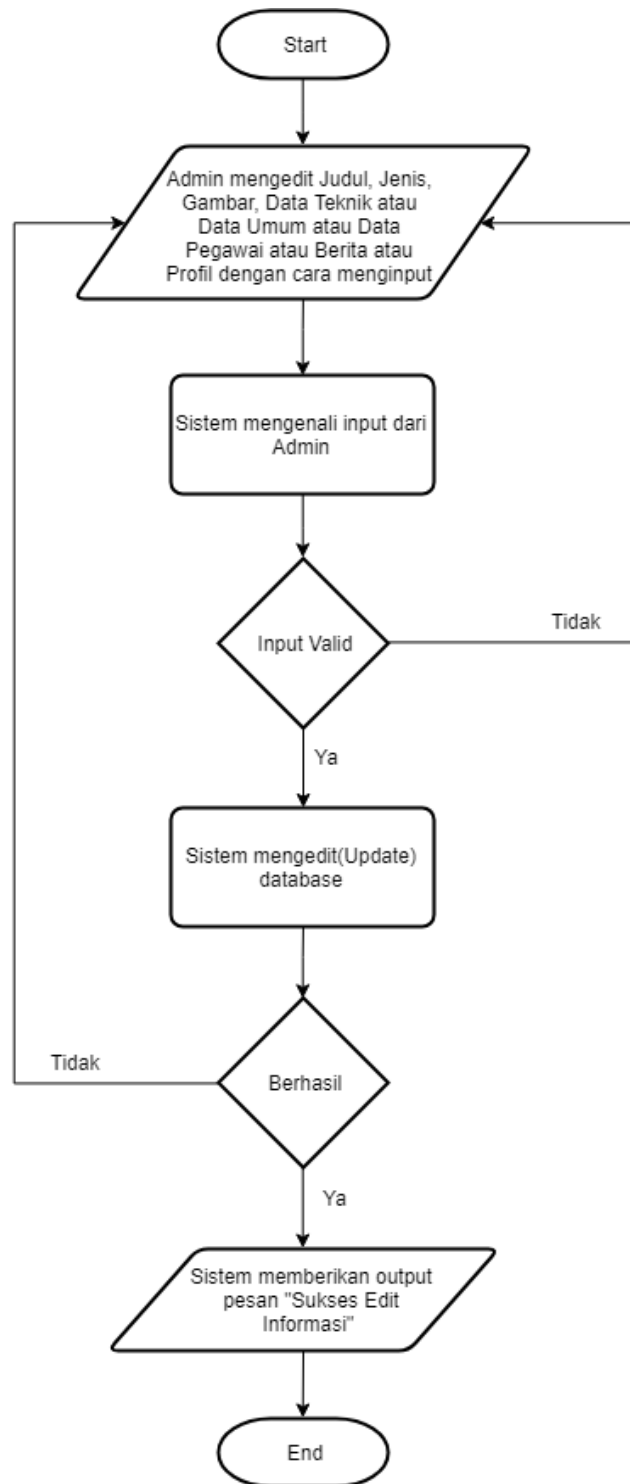 Start
Admin mengedit Judul, Jenis,
Gambar, Data Teknik atau
Data Umum atau Data
Pegawai atau Berita atau
Profil dengan cara menginput
Sistem mengenali input dari
Admin
Input Valid
Tidak
Ya
Sistem mengedit(Update)
database
Berhasil
Tidak
Ya
Sistem memberikan output
pesan "Sukses Edit
Informasi"
End